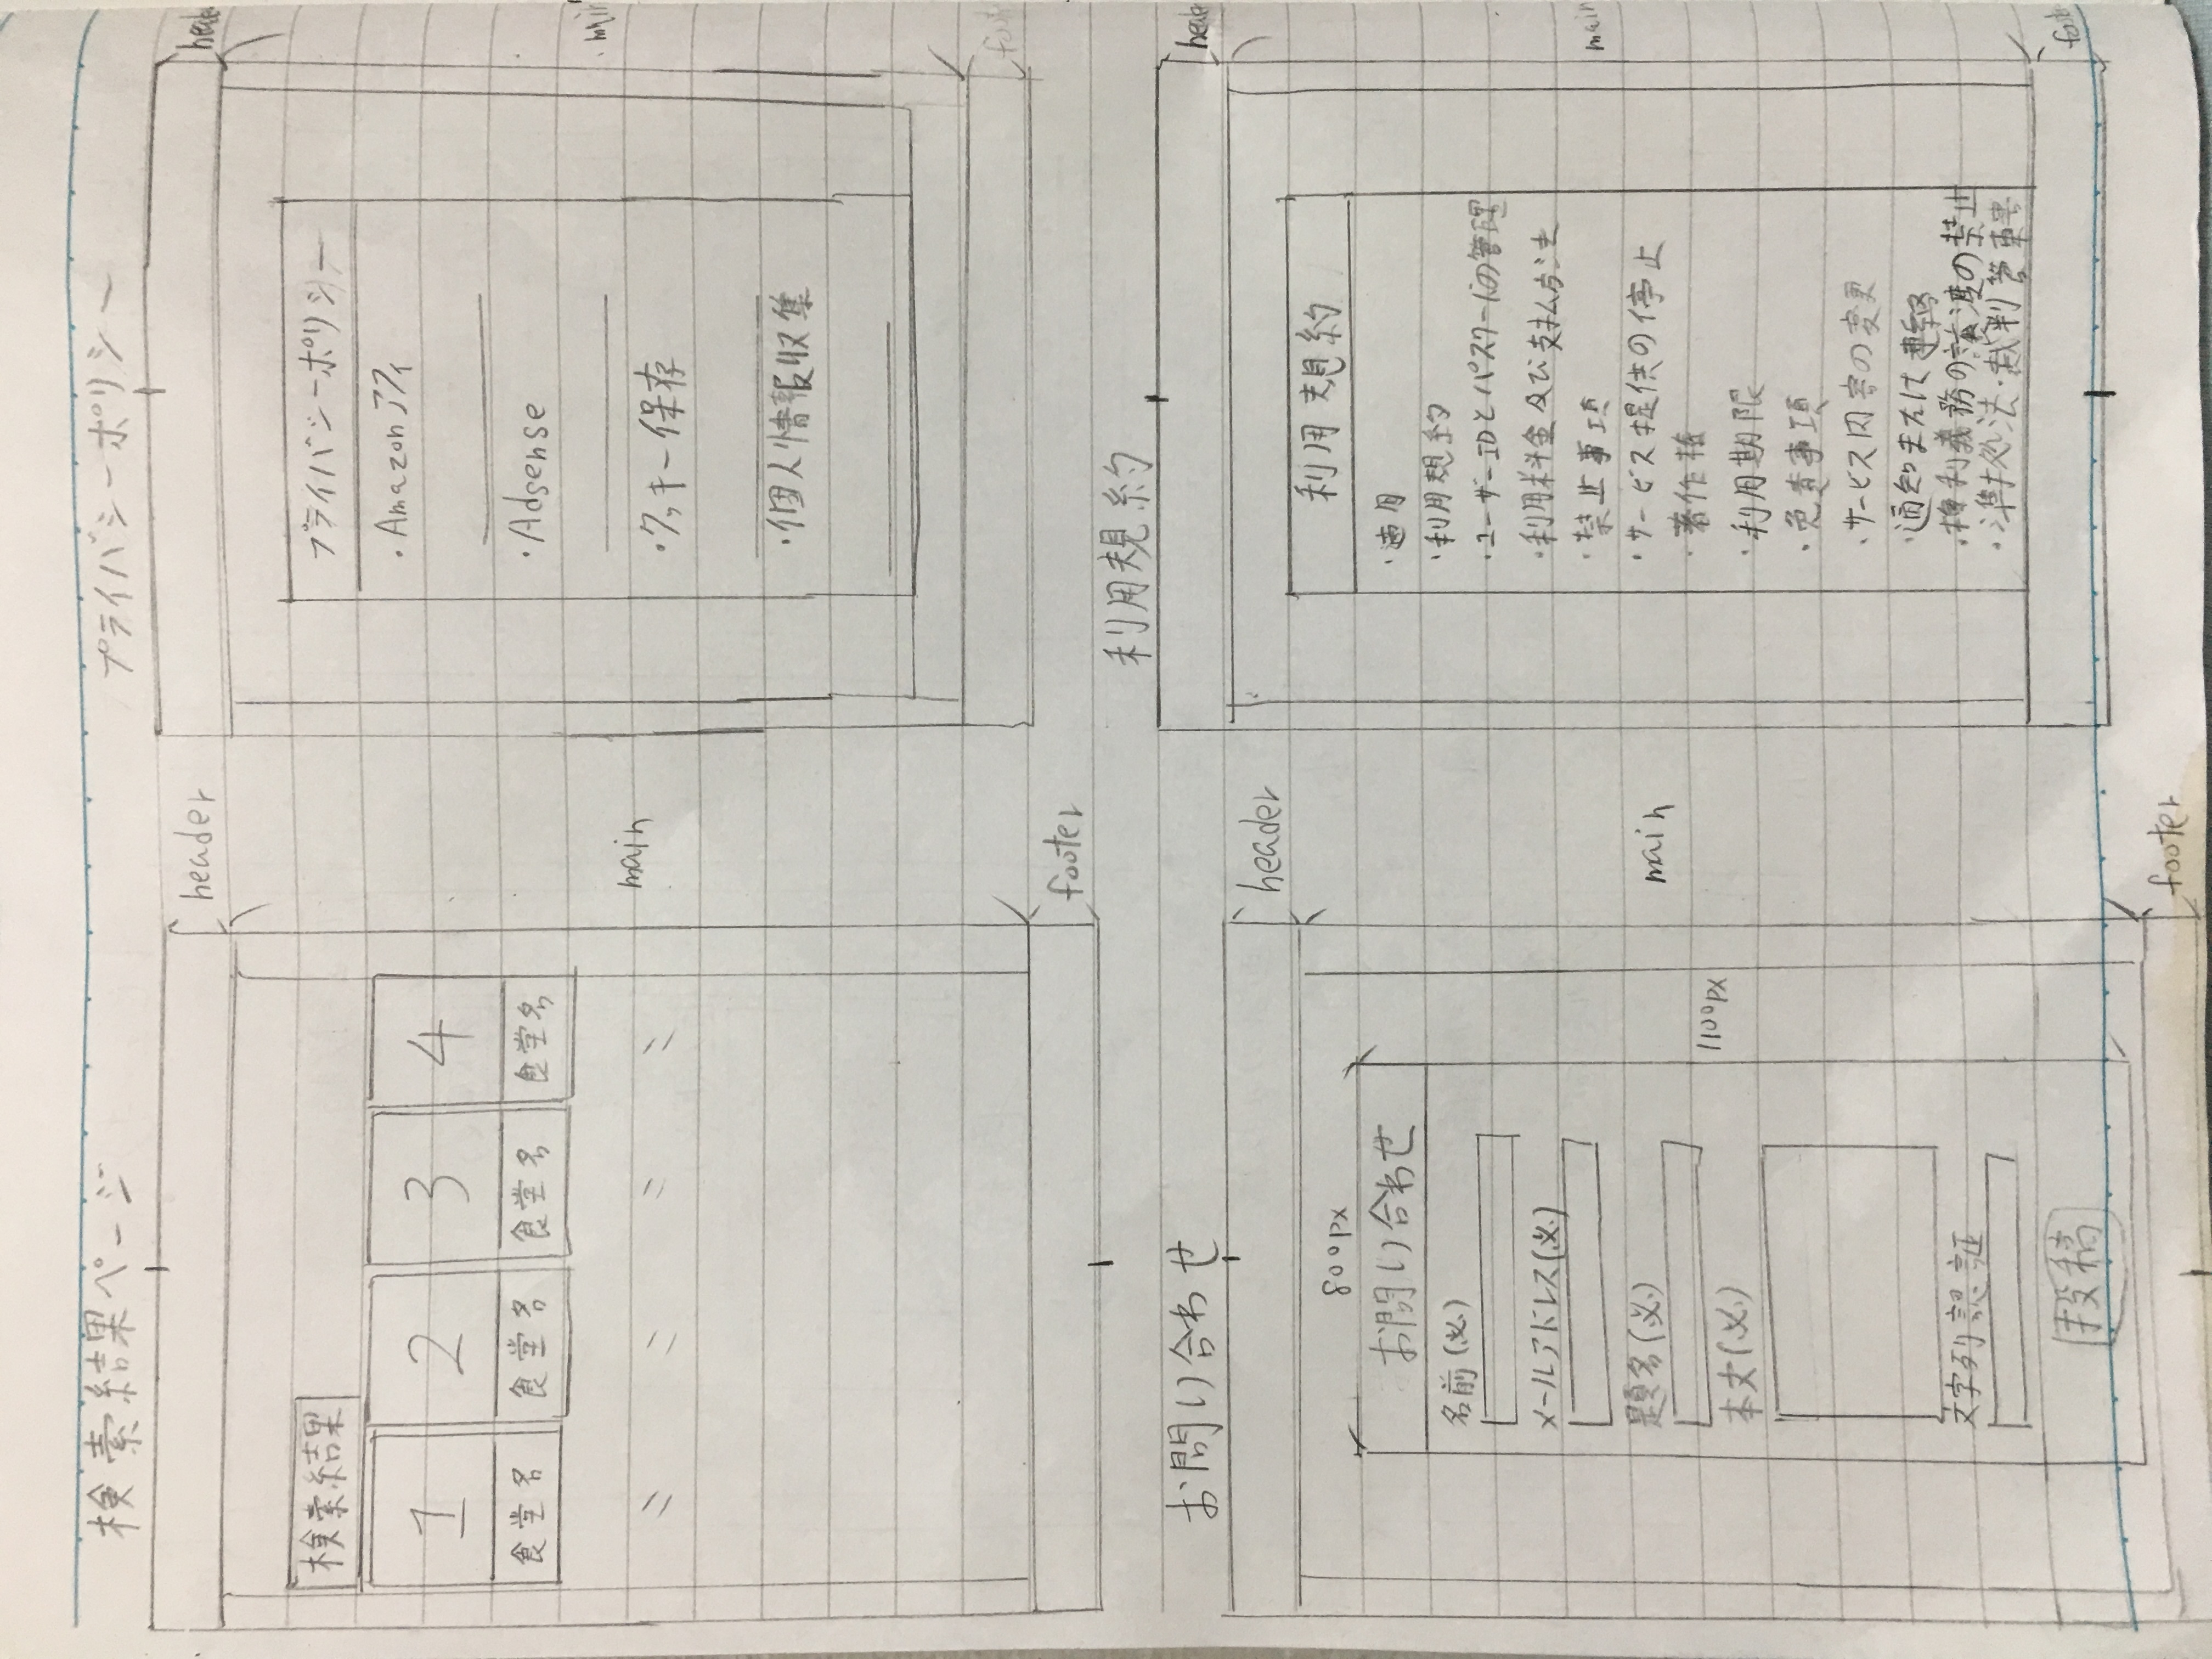 検索結果ページ
header
検索結果
1 2 3 4
食堂名 食堂名 食堂名 食堂名
〃 〃 〃 〃
main
footer
プライバシーポリシー
header
プライバシーポリシー
・Amazonアフィ
・Adsense
・クッキー保存
・個人情報収集
main
footer
お問い合わせ
header
800px
お問い合わせ
名前(必)
メールアドレス(必)
題名(必)
本文(必)
文字列認証
投稿
1100px
main
footer
利用規約
header
利用規約
・適用
・利用規約
・ユーザーIDとパスワードの管理
・利用料金及び支払方法
・禁止事項
・サービス提供の停止
・著作権
・利用期限
・免責事項
・サービス内容の変更
・通知または連絡
・権利義務の譲渡の禁止
・準拠法・裁判管轄
main